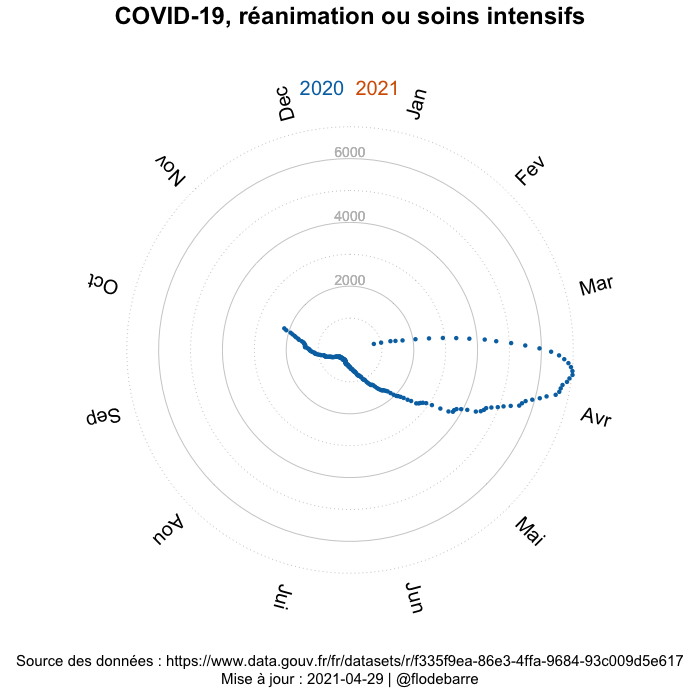 COVID-19, réanimation ou soins intensifs
2020 2021
Dec
Jan
Nov
Fev
6000
4000
Oct
2000
Mar
Sep
Avr
Aou
Mai
Jui
Jun
Source des données : https://www.data.gouv.fr/fr/datasets/r/f335f9ea-86e3-4ffa-9684-93c009d5e617
Mise à jour : 2021-04-29 | @flodebarre